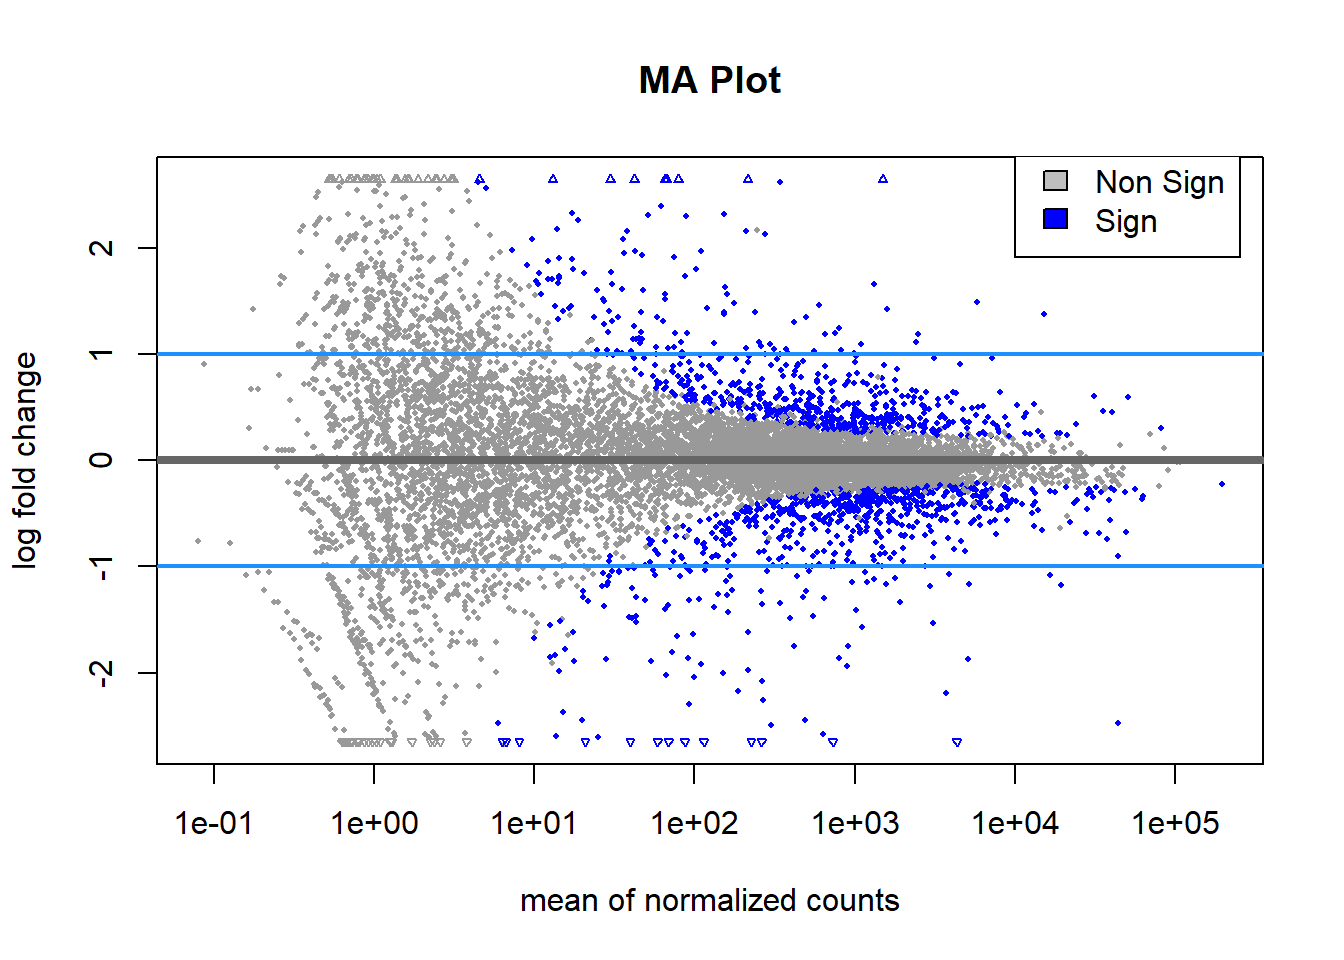 MA Plot
Non Sign
Sign
log fold change
2
1
0
-1
-2
1e-01 1e+00 1e+01 1e+02 1e+03 1e+04 1e+05
mean of normalized counts